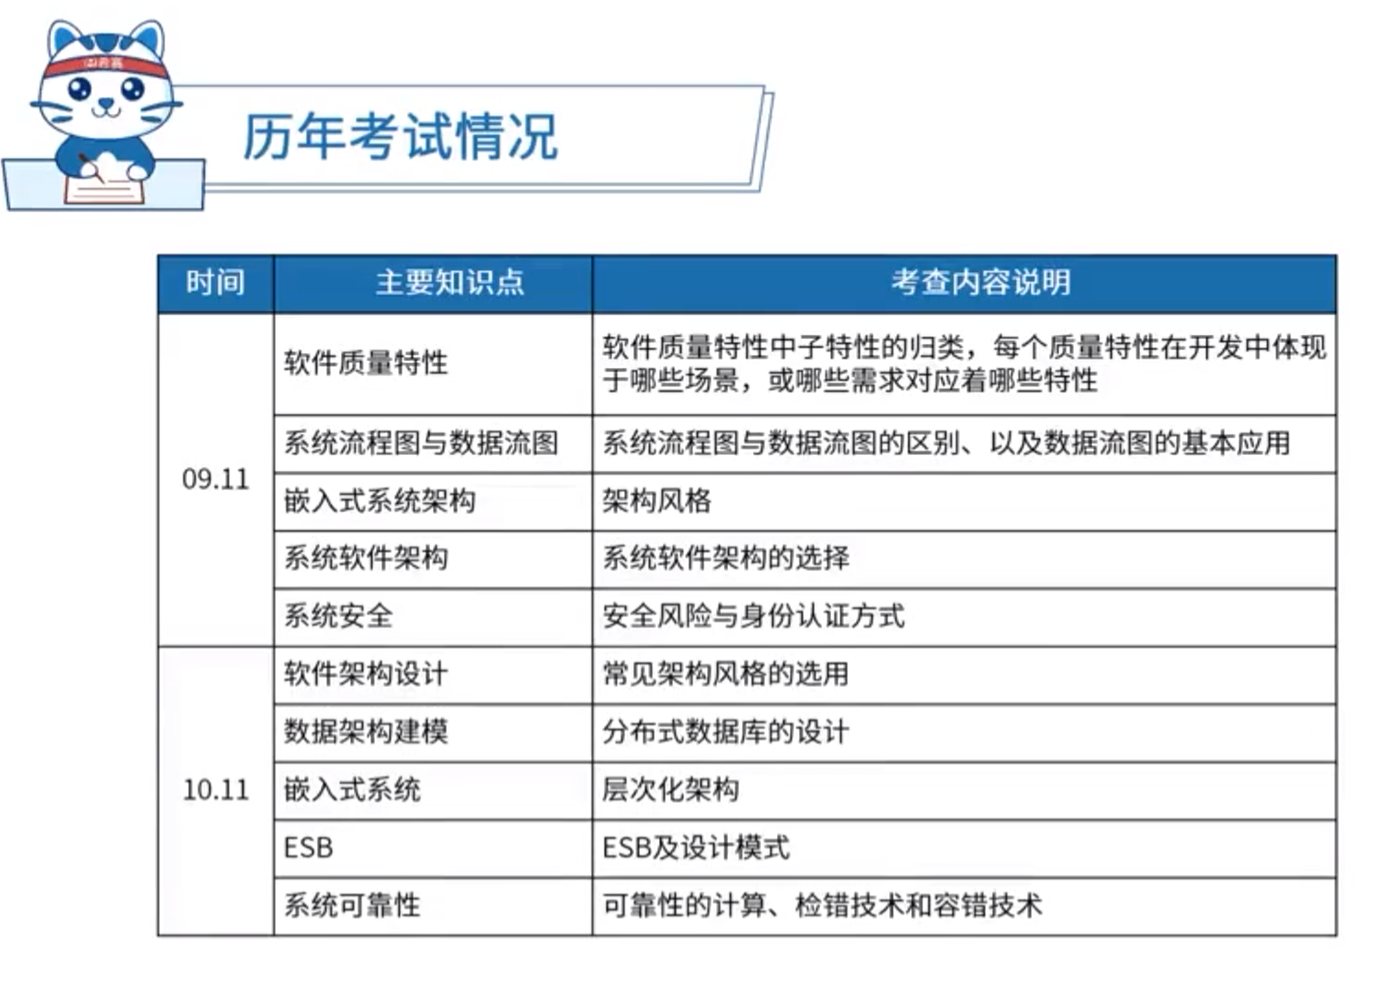 历年考试情况
时间 主要知识点 考查内容说明
09.11
软件质量特性
软件质量特性中子特性的归类，每个质量特性在开发中体现
于哪些场景，或哪些需求对应着哪些特性
系统流程图与数据流图 系统流程图与数据流图的区别、以及数据流图的基本应用
嵌入式系统架构 架构风格
系统软件架构 系统软件架构的选择
系统安全 安全风险与身份认证方式
10.11
软件架构设计 常见架构风格的选用
数据架构建模 分布式数据库的设计
嵌入式系统 层次化架构
ESB ESB及设计模式
系统可靠性 可靠性的计算、检错技术和容错技术